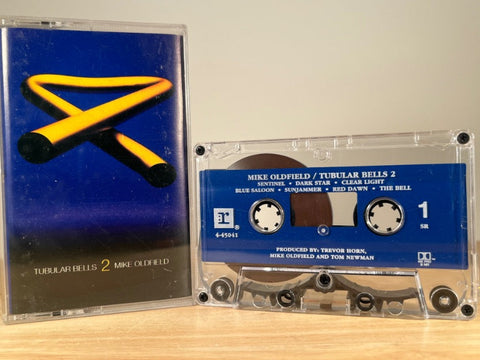 TUBULAR BELLS 2 MIKE OLDFIELD
MIKE OLDFIELD / TUBULAR BELLS 2
SENTINEL • DARK STAR • CLEAR LIGHT
BLUE SALOON • SUNJAMMER • RED DAWN • THE BELL
r
4-45041
1
SR
PRODUCED BY: TREVOR HORN,
MIKE OLDFIELD AND TOM NEWMAN